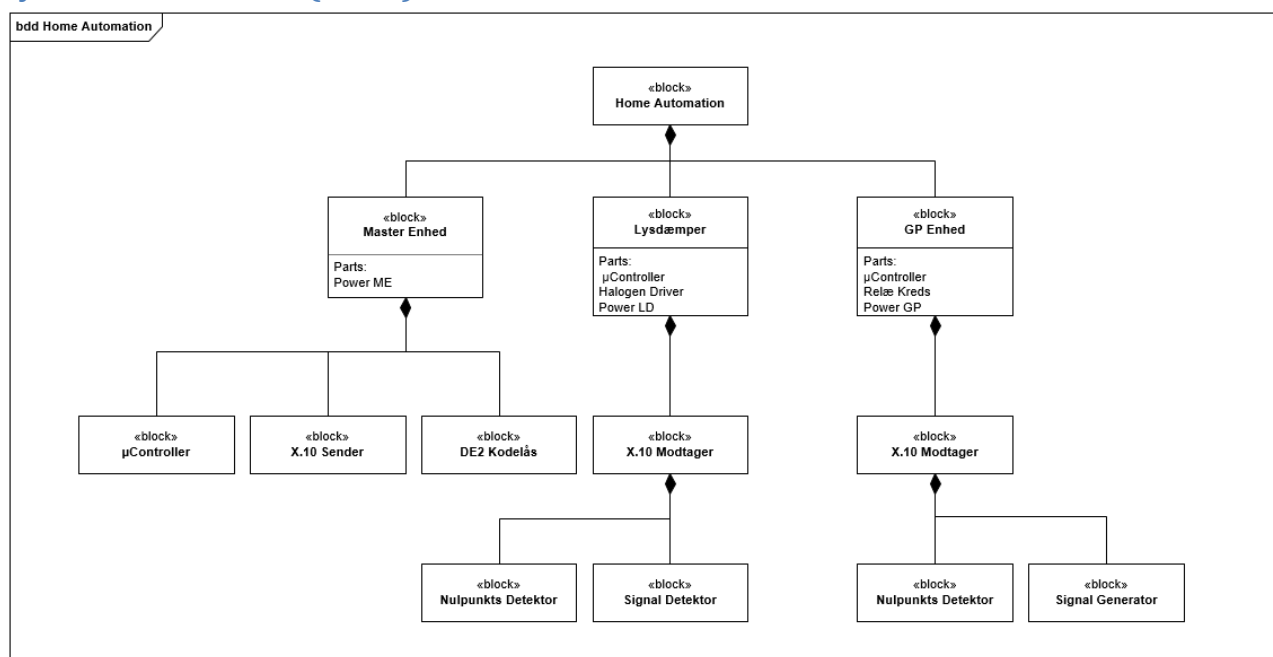 bdd Home Automation
«block»
Home Automation
«block»
Master Enhed
Parts:
Power ME
«block»
Lysdæmper
Parts:
µController
Halogen Driver
Power LD
«block»
GP Enhed
Parts:
µController
Relæ Kreds
Power GP
«block»
µController
«block»
X.10 Sender
«block»
DE2 Kodelås
«block»
X.10 Modtager
«block»
X.10 Modtager
«block»
Nulpunkts Detektor
«block»
Signal Detektor
«block»
Nulpunkts Detektor
«block»
Signal Generator